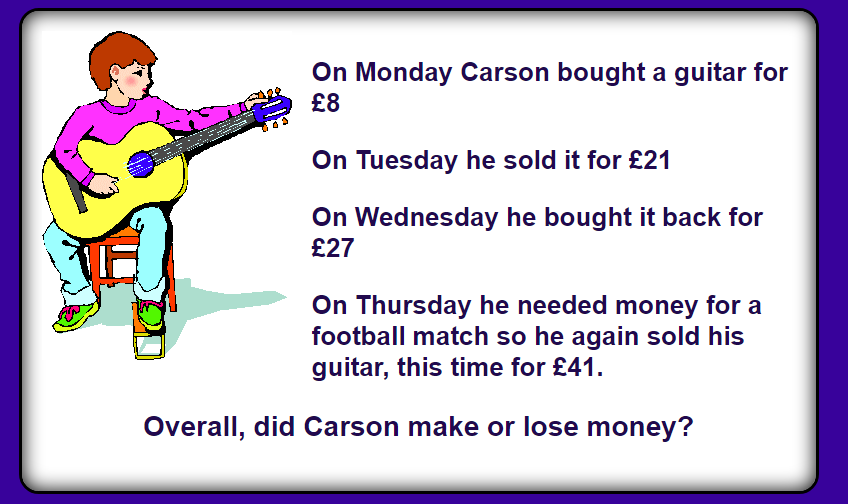 On Monday Carson bought a guitar for
£8
On Tuesday he sold it for £21
On Wednesday he bought it back for
£27
On Thursday he needed money for a
football match so he again sold his
guitar, this time for £41.
Overall, did Carson make or lose money?